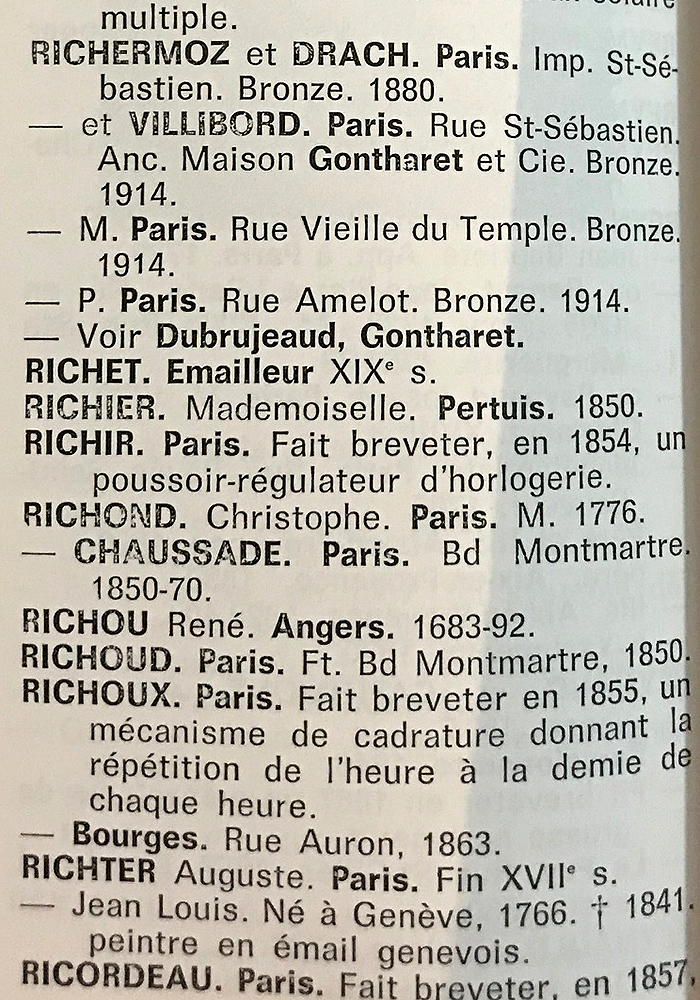 multiple.
RICHERMOZ et DRACH. Paris. Imp. St-Sé-
bastien. Bronze. 1880.
— et VILLIBORD. Paris. Rue St-Sébastien.
Anc. Maison Gontharet et Cie. Bronze.
1914.
— M. Paris. Rue Vieille du Temple. Bronze.
1914.
— P. Paris. Rue Amelot. Bronze. 1914.
— Voir Dubrujeaud, Gontharet.
RICHET. Emailleur XIXe s.
RICHIER. Mademoiselle. Pertuis. 1850.
RICHIR. Paris. Fait breveter, en 1854, un
poussoir-régulateur d'horlogerie.
RICHOND. Christophe. Paris. M. 1776.
— CHAUSSADE. Paris. Bd Montmartre.
1850-70.
RICHOU René. Angers. 1683-92.
RICHOUD. Paris. Ft. Bd Montmartre, 1850.
RICHOUX. Paris. Fait breveter en 1855, un
mécanisme de cadrature donnant la
répétition de l'heure à la demie de
chaque heure.
— Bourges. Rue Auron, 1863.
RICHTER Auguste. Paris. Fin XVIIe s.
— Jean Louis. Né à Genève, 1766. † 1841.
peintre en émail genevois.
RICORDEAU. Paris. Fait breveter, en 1857,